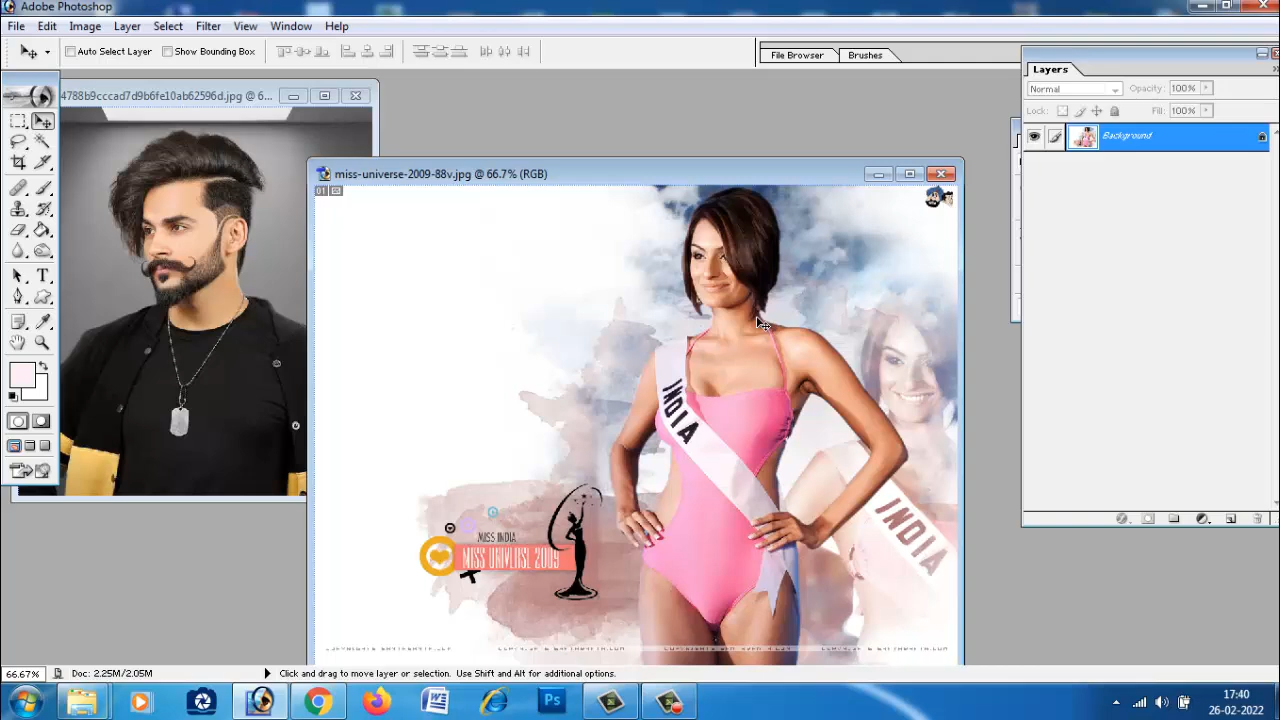 Adobe Photoshop
File Edit Image Layer Select Filter View Window Help
Auto Select Layer Show Bounding Box File Browser Brushes
Layers
Normal Opacity: 100%
Lock: Fill: 100%
Background
4788b9cccad7d9b6fe10ab62596d.jpg @ 6...
miss-universe-2009-88v.jpg @ 66.7% (RGB)
01
INDIA
INDIA
MISS INDIA
MISS UNIVERSE 2009
66.67% Doc: 2.25M/2.05M Click and drag to move layer or selection. Use Shift and Alt for additional options.
Ps
17:40
26-02-2022